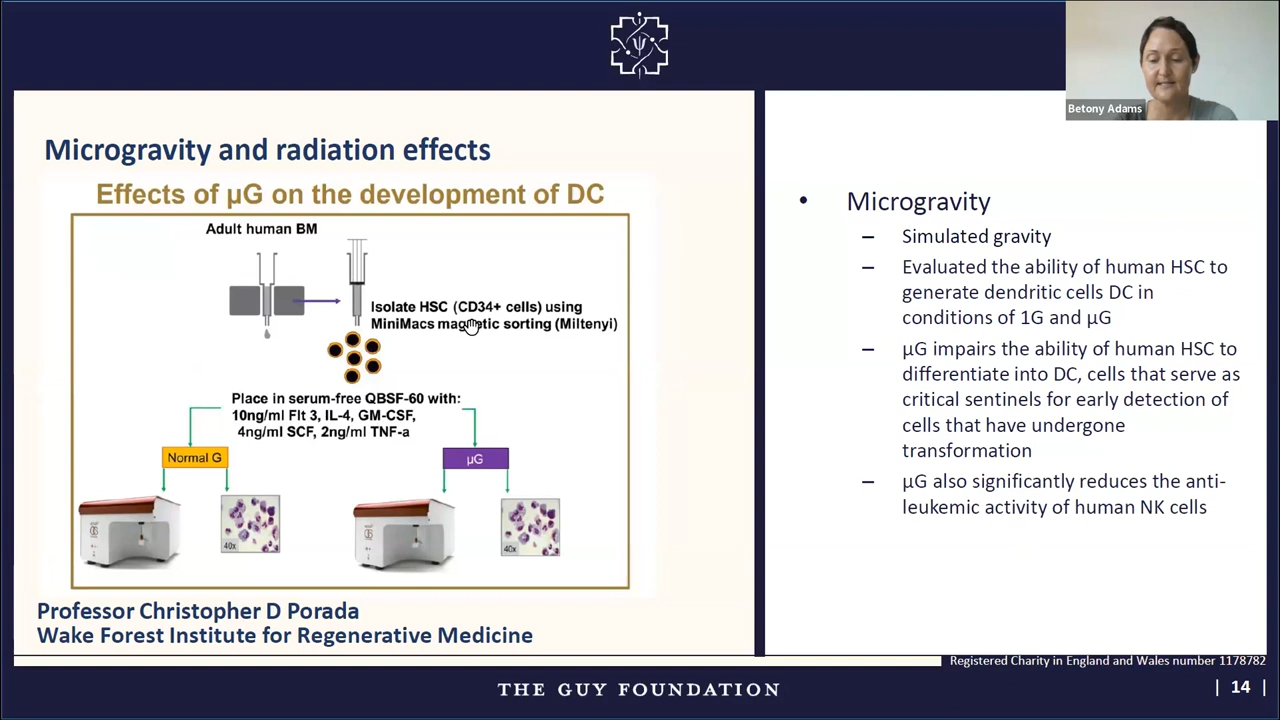 Betony Adams
Microgravity and radiation effects
Effects of µG on the development of DC
Adult human BM
Isolate HSC (CD34+ cells) using
MiniMacs magnetic sorting (Miltenyi)
Place in serum-free QBSF-60 with:
10ng/ml Flt 3, IL-4, GM-CSF,
4ng/ml SCF, 2ng/ml TNF-a
Normal G
µG
40x
40x
Professor Christopher D Porada
Wake Forest Institute for Regenerative Medicine
• Microgravity
– Simulated gravity
– Evaluated the ability of human HSC to
generate dendritic cells DC in
conditions of 1G and µG
– µG impairs the ability of human HSC to
differentiate into DC, cells that serve as
critical sentinels for early detection of
cells that have undergone
transformation
– µG also significantly reduces the anti-
leukemic activity of human NK cells
Registered Charity in England and Wales number 1178782
THE GUY FOUNDATION
| 14 |